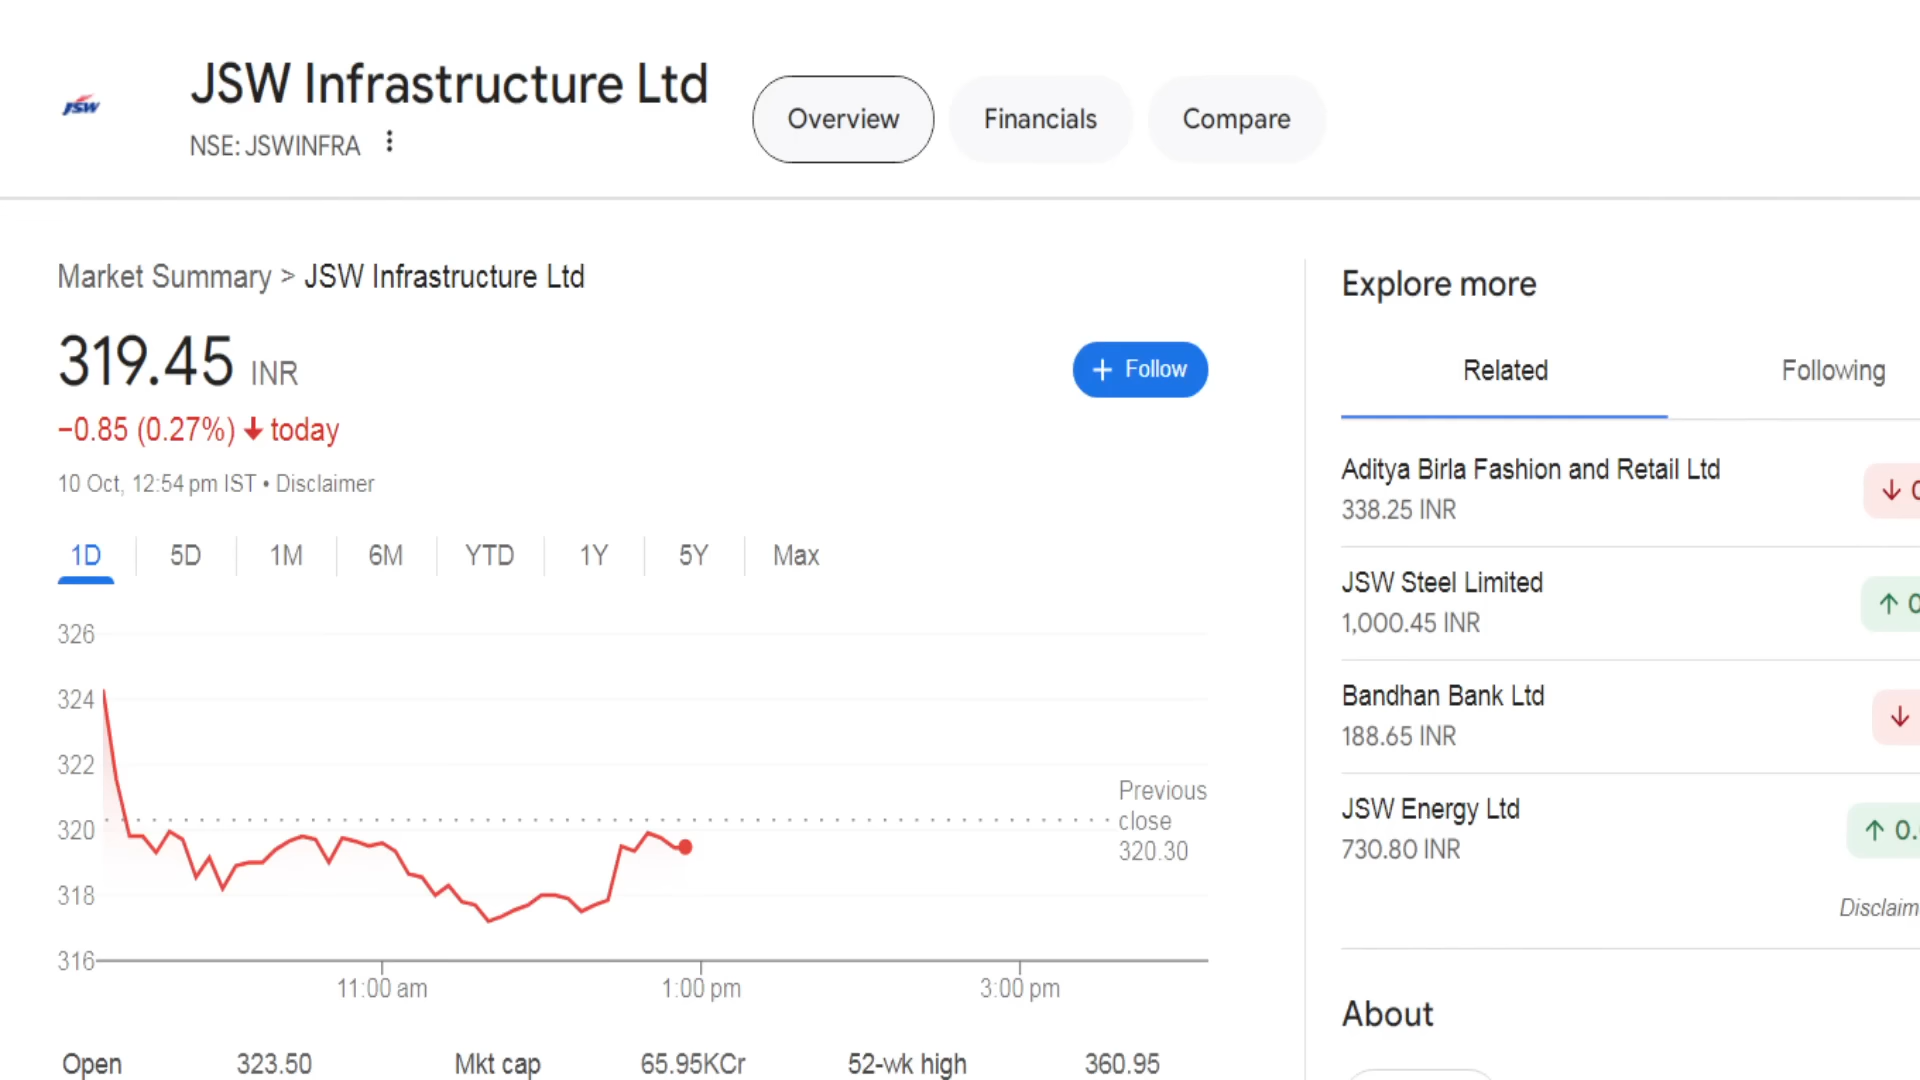 JSW Infrastructure Ltd
JSW
NSE: JSWINFRA
Overview
Financials
Compare
Market Summary > JSW Infrastructure Ltd
319.45 INR
+ Follow
−0.85 (0.27%) ↓ today
10 Oct, 12:54 pm IST • Disclaimer
1D 5D 1M 6M YTD 1Y 5Y Max
326
324
322
320
318
316
Previous
close
320.30
11:00 am 1:00 pm 3:00 pm
Open 323.50 Mkt cap 65.95KCr 52-wk high 360.95
Explore more
Related Following
Aditya Birla Fashion and Retail Ltd
338.25 INR
JSW Steel Limited
1,000.45 INR
↑ 0
Bandhan Bank Ltd
188.65 INR
↓
JSW Energy Ltd
730.80 INR
↑ 0.
Disclaim
About